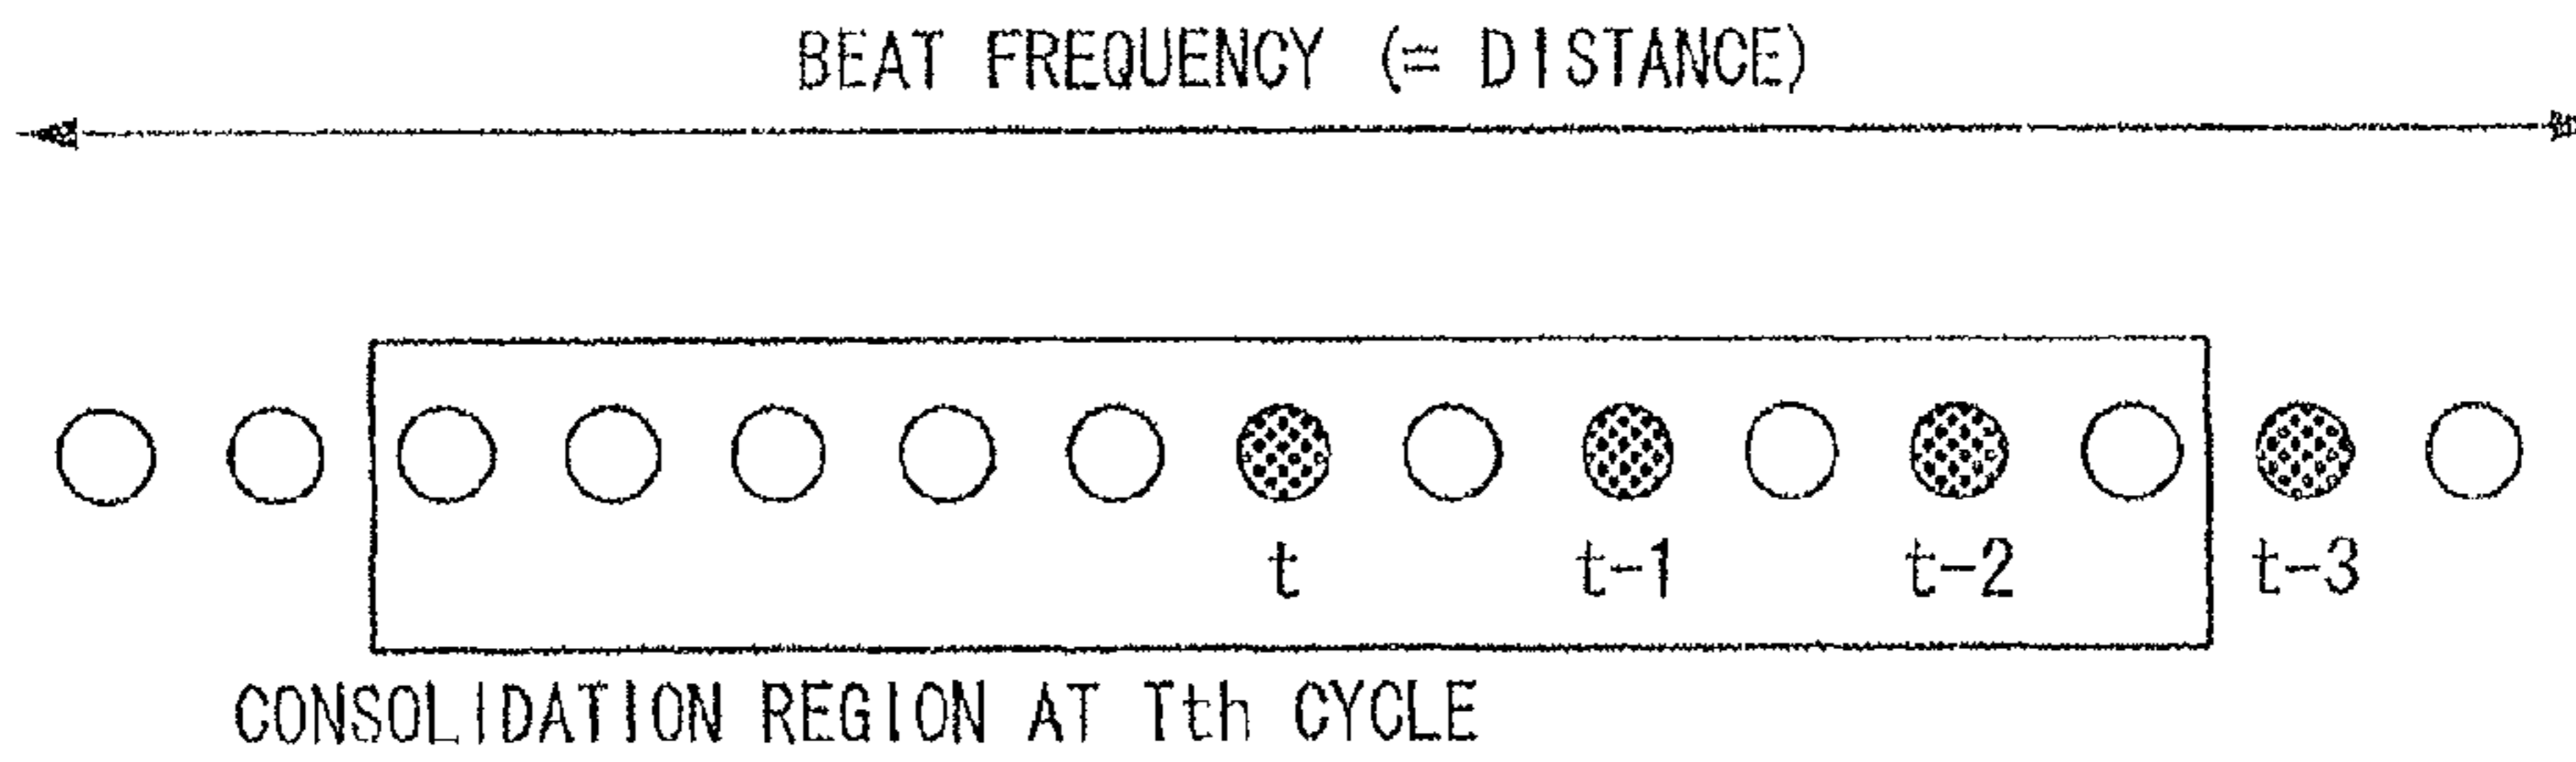 BEAT FREQUENCY (= DISTANCE)
t t-1 t-2 t-3
CONSOLIDATION REGION AT Tth CYCLE